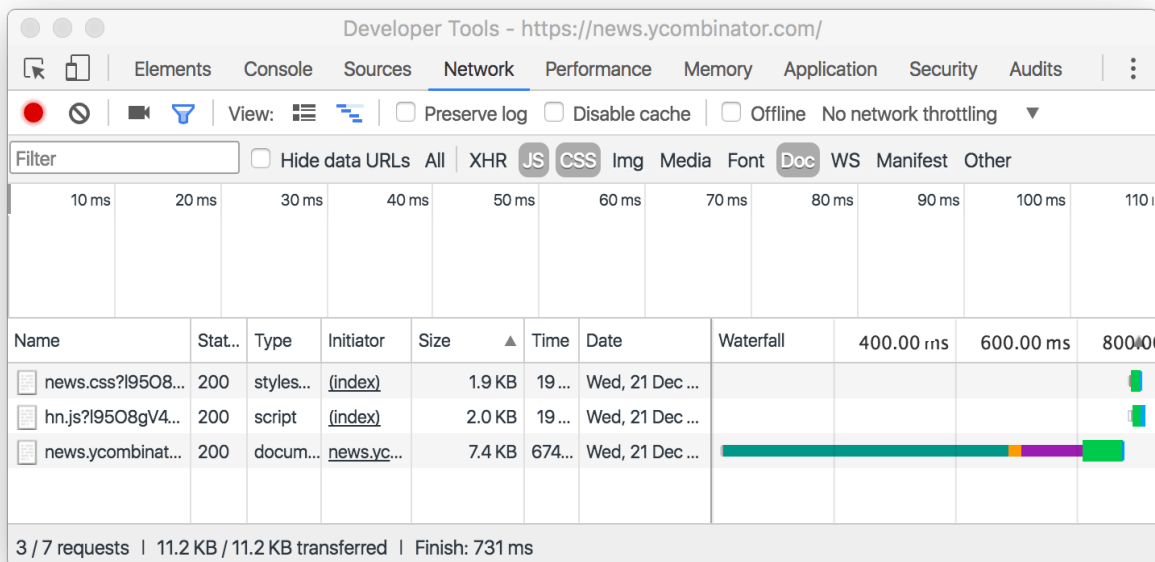 Developer Tools - https://news.ycombinator.com/
Elements Console Sources Network Performance Memory Application Security Audits
View: Preserve log Disable cache Offline No network throttling
Filter Hide data URLs All XHR JS CSS Img Media Font Doc WS Manifest Other
10 ms 20 ms 30 ms 40 ms 50 ms 60 ms 70 ms 80 ms 90 ms 100 ms 110
Name Stat... Type Initiator Size Time Date Waterfall 400.00 ms 600.00 ms 800.00
news.css?l95O8... 200 styles... (index) 1.9 KB 19 ... Wed, 21 Dec ...
hn.js?l95O8gV4... 200 script (index) 2.0 KB 19 ... Wed, 21 Dec ...
news.ycombinat... 200 docum... news.yc... 7.4 KB 674... Wed, 21 Dec ...
3 / 7 requests | 11.2 KB / 11.2 KB transferred | Finish: 731 ms